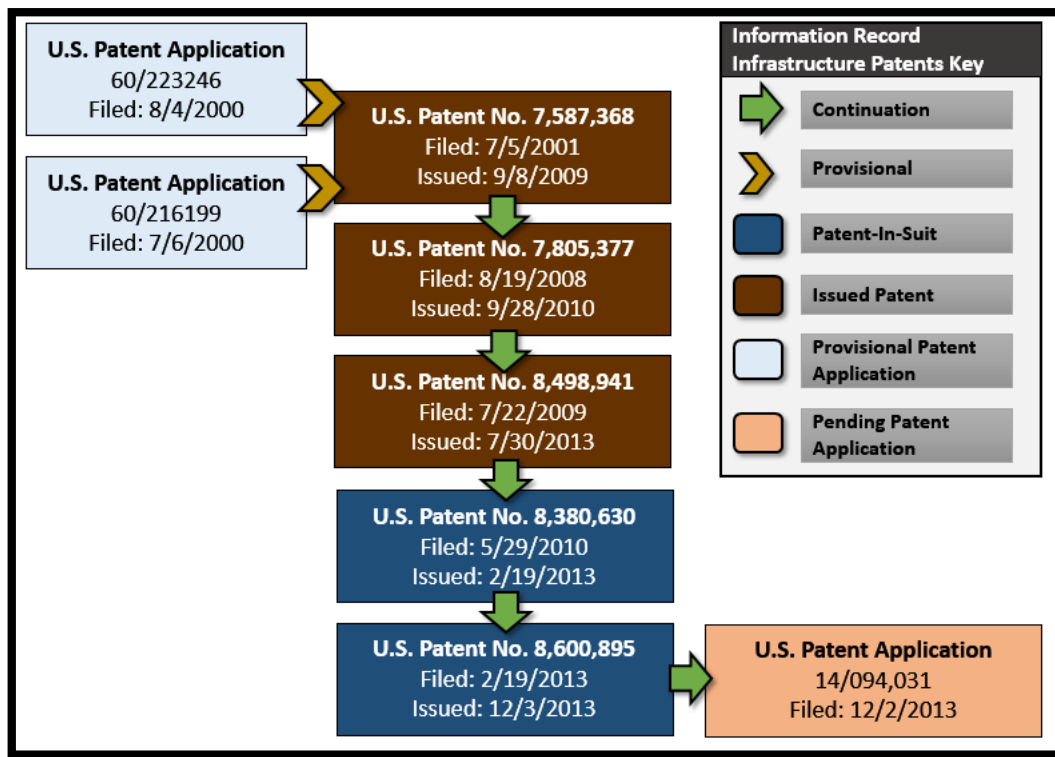 U.S. Patent Application
60/223246
Filed: 8/4/2000
U.S. Patent Application
60/216199
Filed: 7/6/2000
U.S. Patent No. 7,587,368
Filed: 7/5/2001
Issued: 9/8/2009
U.S. Patent No. 7,805,377
Filed: 8/19/2008
Issued: 9/28/2010
U.S. Patent No. 8,498,941
Filed: 7/22/2009
Issued: 7/30/2013
U.S. Patent No. 8,380,630
Filed: 5/29/2010
Issued: 2/19/2013
U.S. Patent No. 8,600,895
Filed: 2/19/2013
Issued: 12/3/2013
U.S. Patent Application
14/094,031
Filed: 12/2/2013
Information Record
Infrastructure Patents Key
Continuation
Provisional
Patent-In-Suit
Issued Patent
Provisional Patent
Application
Pending Patent
Application